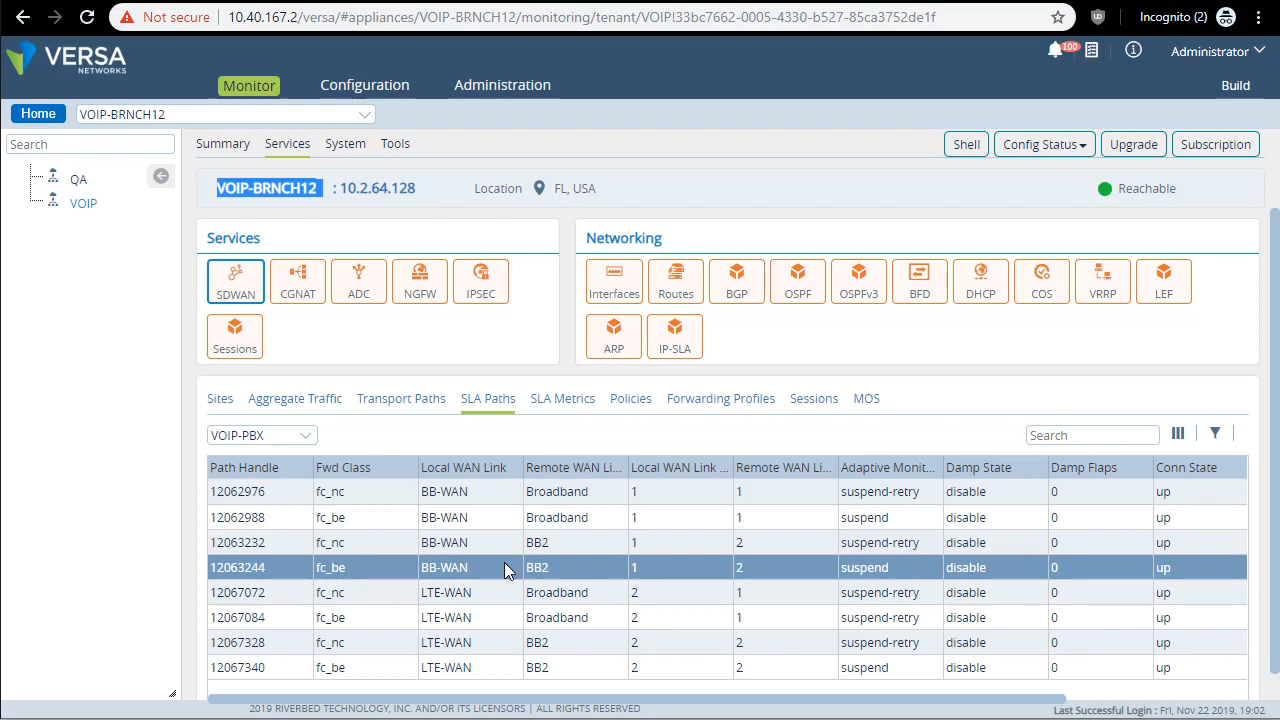 Not secure 10.40.167.2/versa/#appliances/VOIP-BRNCH12/monitoring/tenant/VOIP!33bc7662-0005-4330-b527-85ca3752de1f Incognito (2)
VERSA NETWORKS 100 Administrator
Monitor Configuration Administration Build
Home VOIP-BRNCH12
Search
QA
VOIP
Summary Services System Tools Shell Config Status Upgrade Subscription
VOIP-BRNCH12 : 10.2.64.128 Location FL, USA Reachable
Services
SDWAN CGNAT ADC NGFW IPSEC
Sessions
Networking
Interfaces Routes BGP OSPF OSPFv3 BFD DHCP COS VRRP LEF
ARP IP-SLA
Sites Aggregate Traffic Transport Paths SLA Paths SLA Metrics Policies Forwarding Profiles Sessions MOS
VOIP-PBX Search
Path Handle Fwd Class Local WAN Link Remote WAN Li... Local WAN Link ... Remote WAN Li... Adaptive Monit... Damp State Damp Flaps Conn State
12062976 fc_nc BB-WAN Broadband 1 1 suspend-retry disable 0 up
12062988 fc_be BB-WAN Broadband 1 1 suspend disable 0 up
12063232 fc_nc BB-WAN BB2 1 2 suspend-retry disable 0 up
12063244 fc_be BB-WAN BB2 1 2 suspend disable 0 up
12067072 fc_nc LTE-WAN Broadband 2 1 suspend-retry disable 0 up
12067084 fc_be LTE-WAN Broadband 2 1 suspend-retry disable 0 up
12067328 fc_nc LTE-WAN BB2 2 2 suspend-retry disable 0 up
12067340 fc_be LTE-WAN BB2 2 2 suspend disable 0 up
2019 RIVERBED TECHNOLOGY, INC. AND/OR ITS LICENSORS | ALL RIGHTS RESERVED Last Successful Login : Fri, Nov 22 2019, 19:02